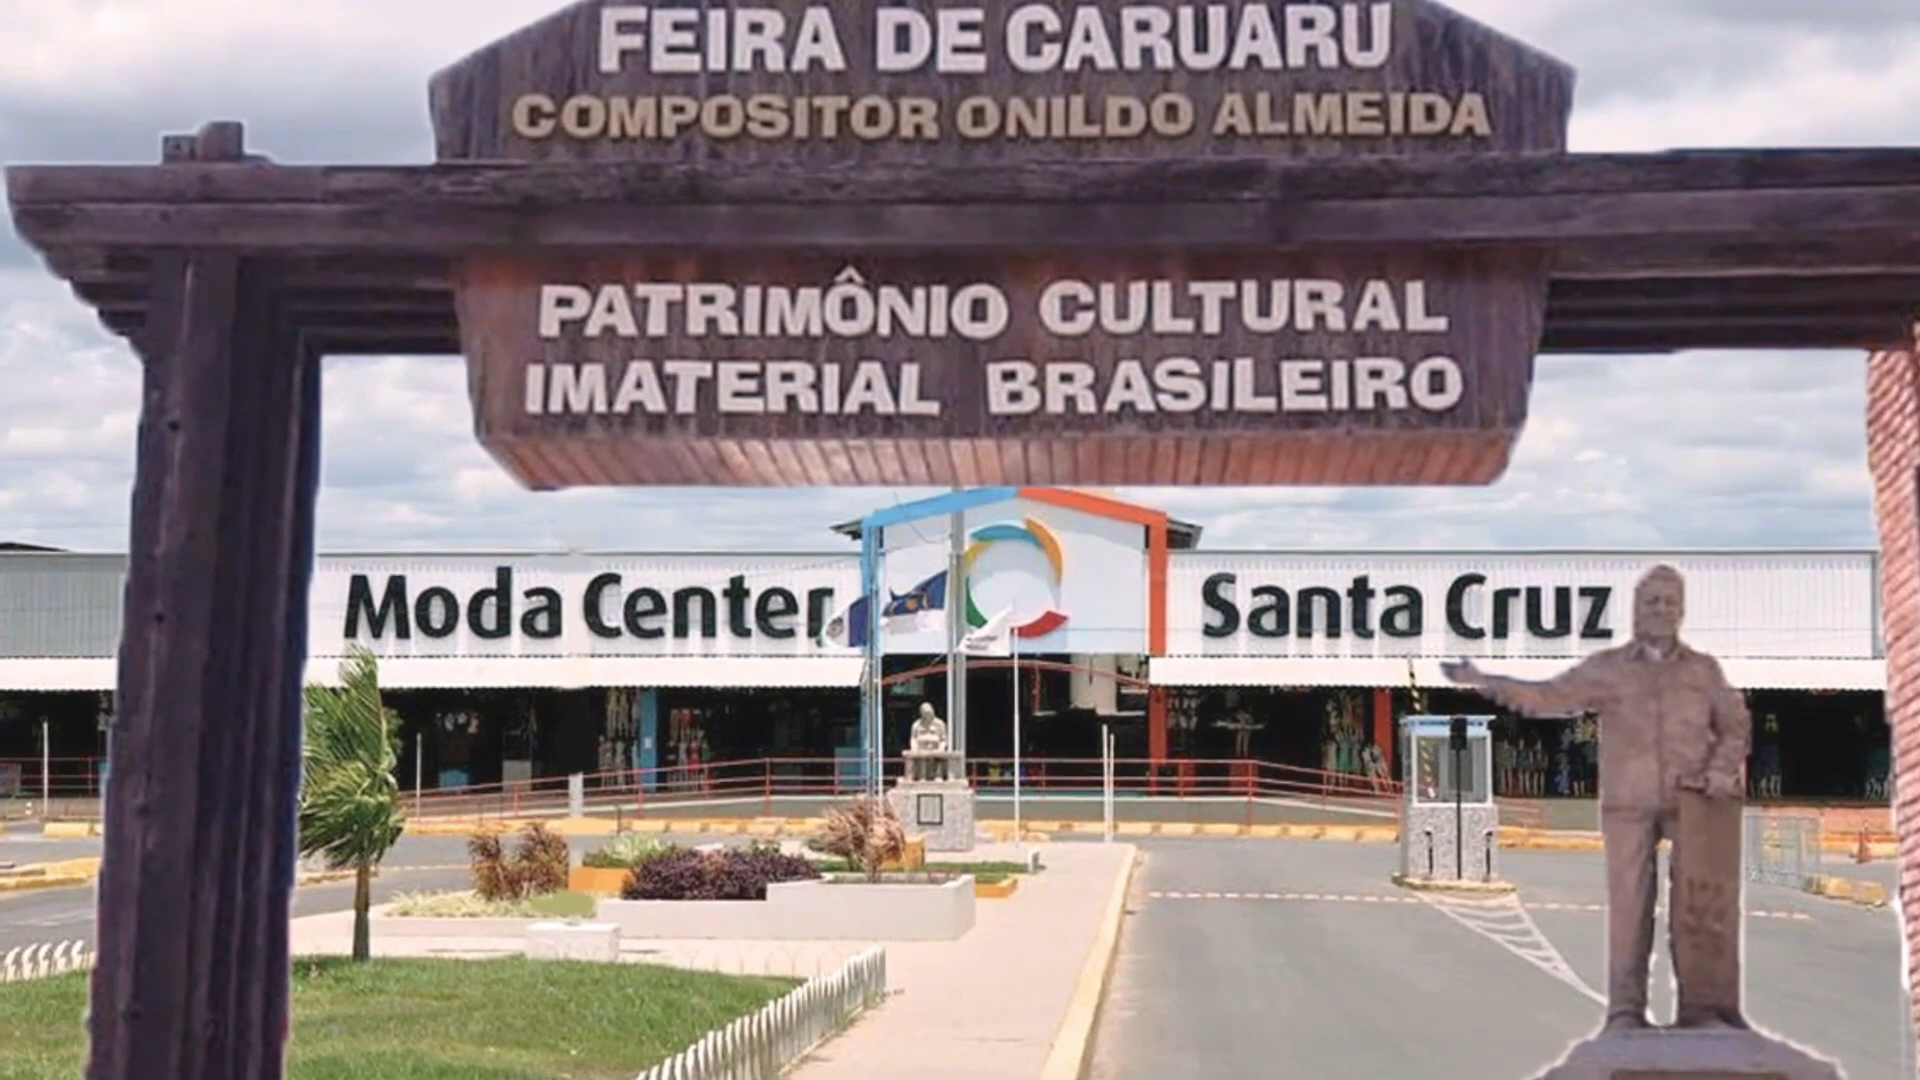 FEIRA DE CARUARU
COMPOSITOR ONILDO ALMEIDA
PATRIMÔNIO CULTURAL
IMATERIAL BRASILEIRO
Moda Center Santa Cruz